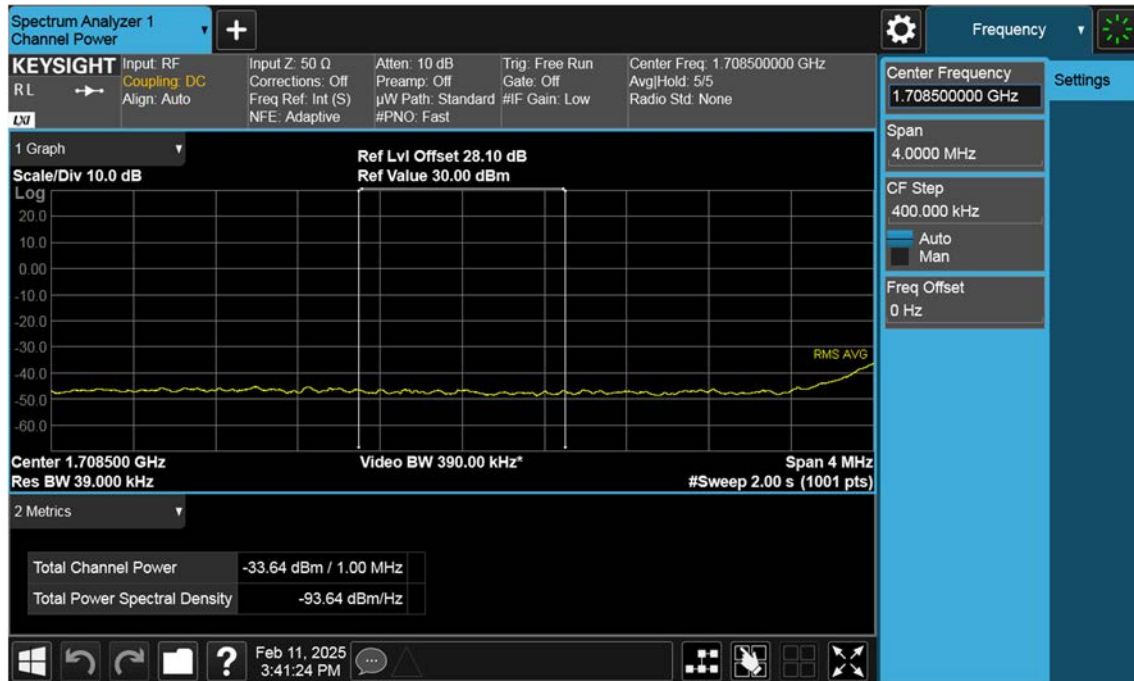 Spectrum Analyzer 1
Channel Power
Frequency
KEYSIGHT
R L
LXI
Input: RF
Coupling: DC
Align: Auto
Input Z: 50 Ω
Corrections: Off
Freq Ref: Int (S)
NFE: Adaptive
Atten: 10 dB
Preamp: Off
µW Path: Standard
#PNO: Fast
Trig: Free Run
Gate: Off
#IF Gain: Low
Center Freq: 1.708500000 GHz
Avg|Hold: 5/5
Radio Std: None
Center Frequency
1.708500000 GHz
Settings
Span
4.0000 MHz
CF Step
400.000 kHz
Auto
Man
Freq Offset
0 Hz
1 Graph
Scale/Div 10.0 dB
Ref Lvl Offset 28.10 dB
Ref Value 30.00 dBm
Log
20.0
10.0
0.00
-10.0
-20.0
-30.0
-40.0
-50.0
-60.0
RMS AVG
Center 1.708500 GHz
Video BW 390.00 kHz*
Span 4 MHz
Res BW 39.000 kHz
#Sweep 2.00 s (1001 pts)
2 Metrics
Total Channel Power -33.64 dBm / 1.00 MHz
Total Power Spectral Density -93.64 dBm/Hz
?
Feb 11, 2025
3:41:24 PM